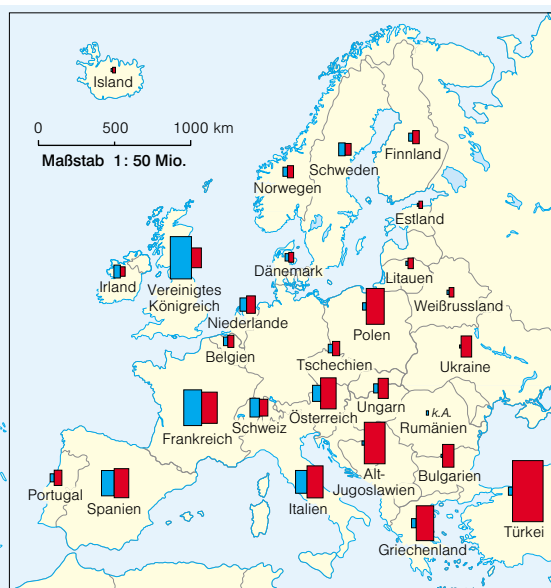 Island
0 500 1000 km
Maßstab 1 : 50 Mio.
Finnland
Schweden
Norwegen
Estland
Dänemark
Litauen
Irland
Vereinigtes
Königreich
Weißrussland
Niederlande
Polen
Belgien
Tschechien
Ukraine
Ungarn
k.A.
Rumänien
Österreich
Schweiz
Frankreich
Bulgarien
Alt-
Jugoslawien
Portugal
Spanien
Italien
Türkei
Griechenland